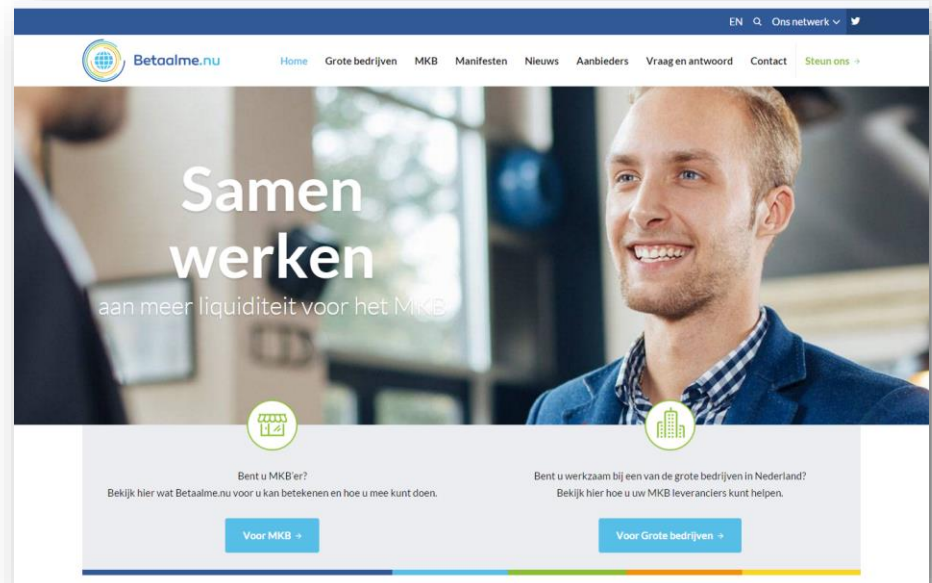 EN Ons netwerk
Betaalme.nu Home Grote bedrijven MKB Manifesten Nieuws Aanbieders Vraag en antwoord Contact Steun ons →
Samen
werken
aan meer liquiditeit voor het MKB
Bent u MKB'er?
Bekijk hier wat Betaalme.nu voor u kan betekenen en hoe u mee kunt doen.
Voor MKB →
Bent u werkzaam bij een van de grote bedrijven in Nederland?
Bekijk hier hoe u uw MKB leveranciers kunt helpen.
Voor Grote bedrijven →